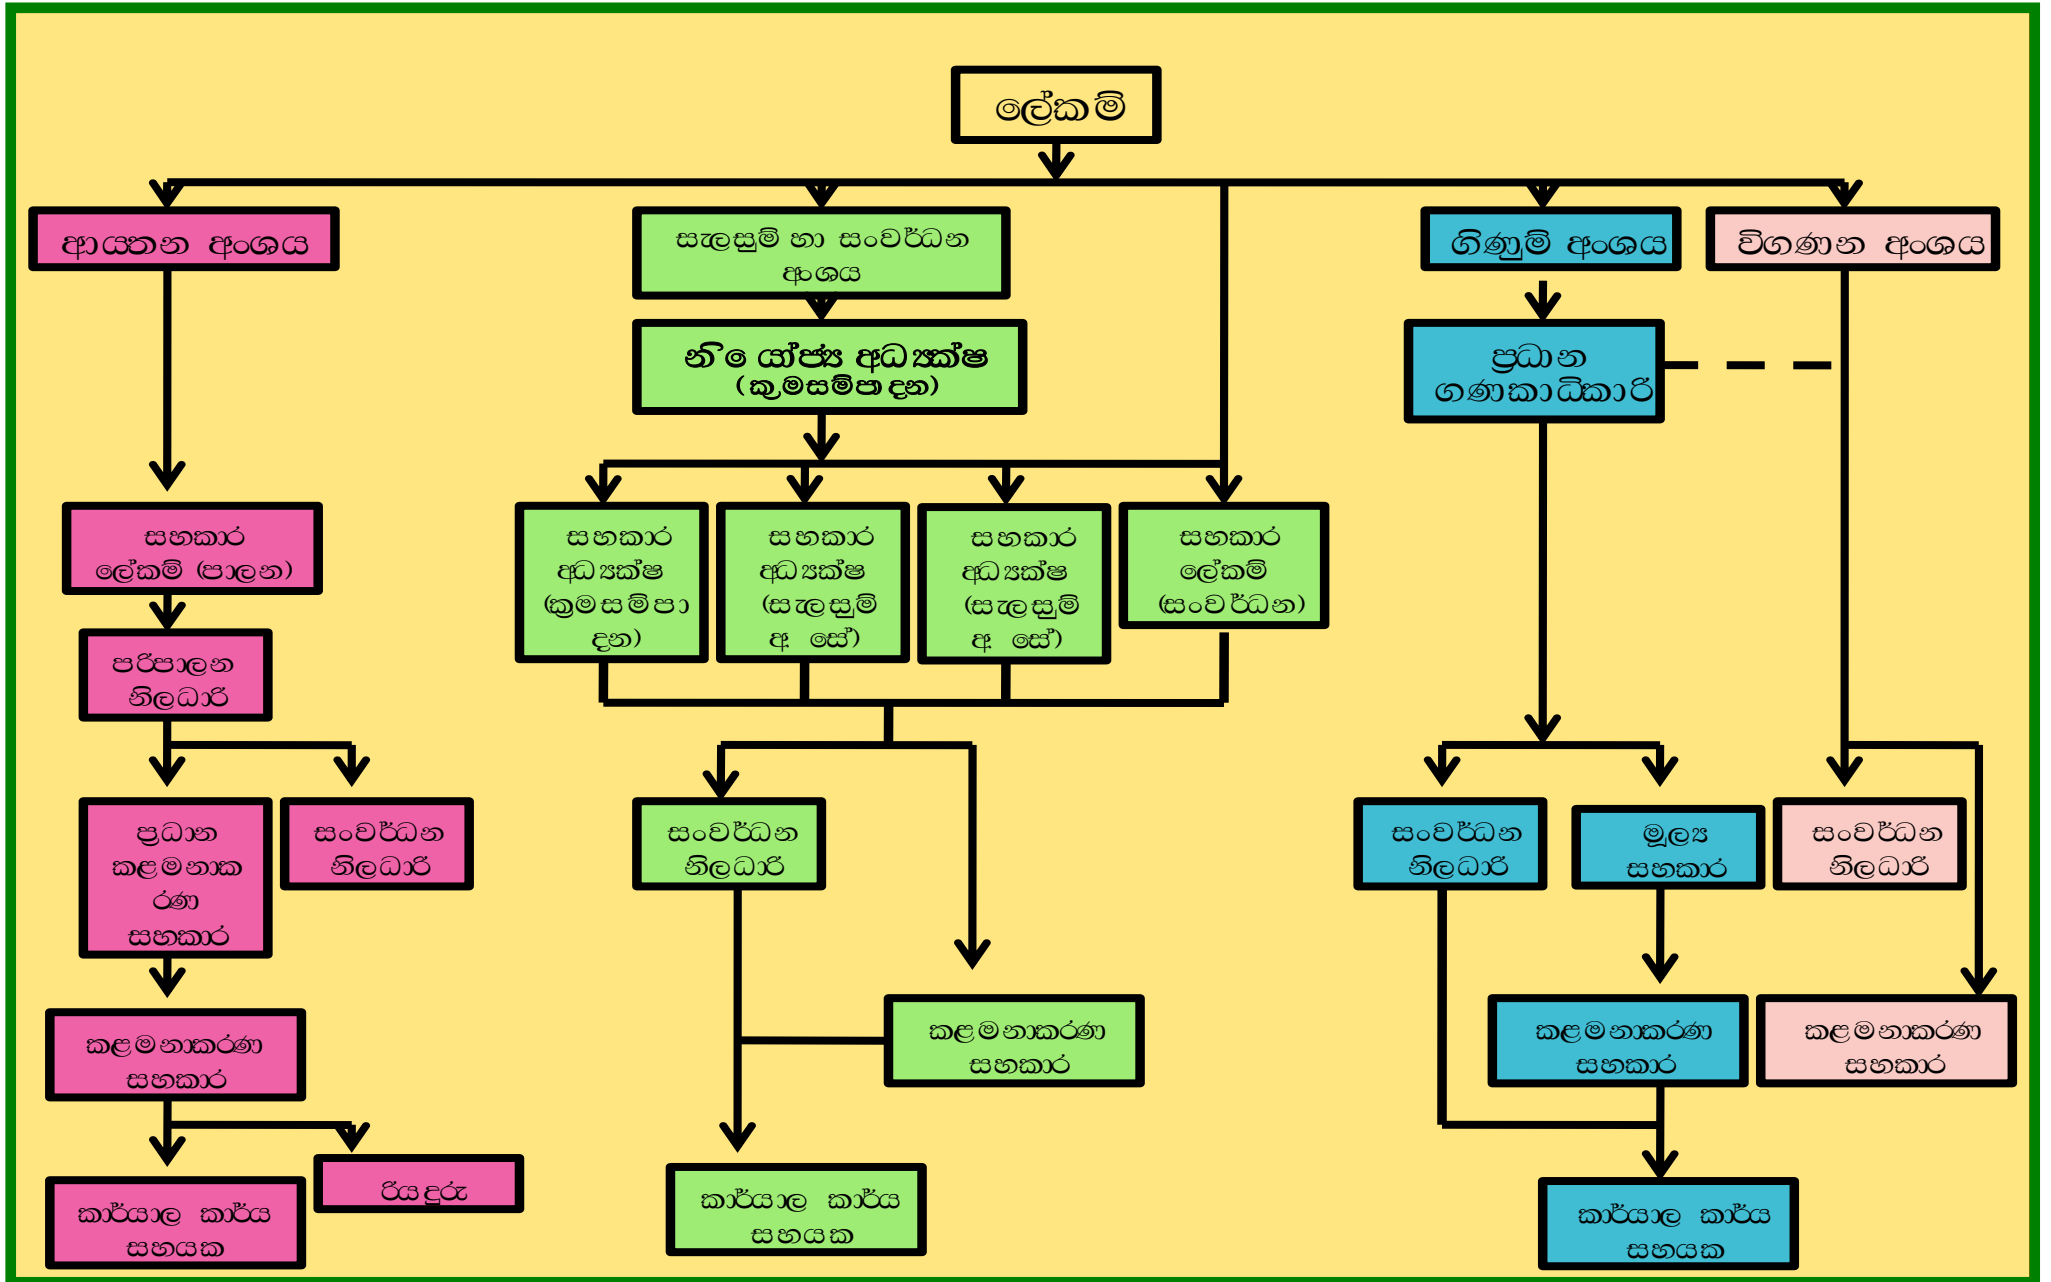 ලේකම්
ආයතන අංශය
සැලසුම් හා සංවර්ධන
අංශය
ගිණුම් අංශය
විගණන අංශය
නියෝජ්‍ය අධ්‍යක්ෂ
(ක්‍රමසම්පාදන)
ප්‍රධාන
ගණකාධිකාරි
සහකාර
ලේකම් (පාලන)
සහකාර
අධ්‍යක්ෂ
(ක්‍රමසම්පා
දන)
සහකාර
අධ්‍යක්ෂ
(සැලසුම්
අ සේ)
සහකාර
අධ්‍යක්ෂ
(සැලසුම්
අ සේ)
සහකාර
ලේකම්
(සංවර්ධන)
පරිපාලන
නිලධාරි
ප්‍රධාන
කළමනාක
රණ
සහකාර
සංවර්ධන
නිලධාරි
සංවර්ධන
නිලධාරි
සංවර්ධන
නිලධාරි
මූල්‍ය
සහකාර
සංවර්ධන
නිලධාරි
කළමනාකරණ
සහකාර
කළමනාකරණ
සහකාර
කළමනාකරණ
සහකාර
කළමනාකරණ
සහකාර
කාර්යාල කාර්ය
සහයක
රියදුරු
කාර්යාල කාර්ය
සහයක
කාර්යාල කාර්ය
සහයක